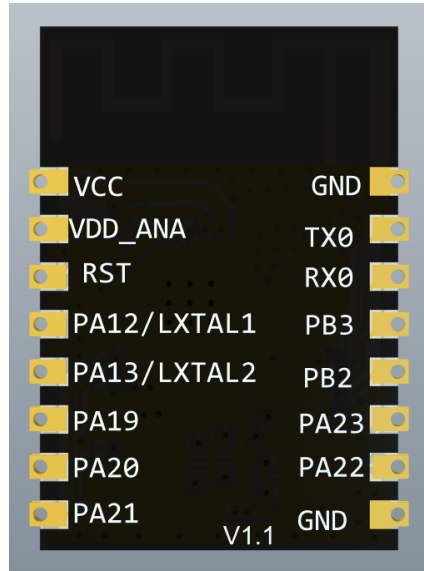 VCC GND
VDD_ANA TX0
RST RX0
PA12/LXTAL1 PB3
PA13/LXTAL2 PB2
PA19 PA23
PA20 PA22
PA21 GND
V1.1